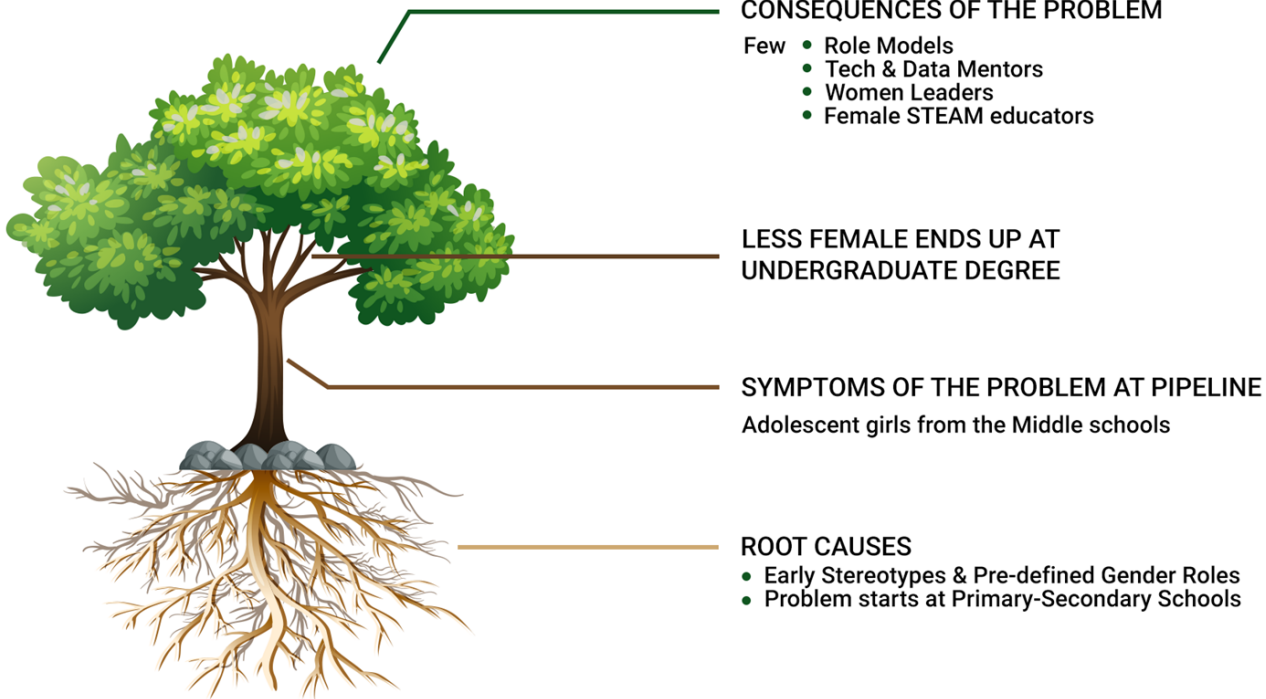 CONSEQUENCES OF THE PROBLEM
Few • Role Models
• Tech & Data Mentors
• Women Leaders
• Female STEAM educators
LESS FEMALE ENDS UP AT
UNDERGRADUATE DEGREE
SYMPTOMS OF THE PROBLEM AT PIPELINE
Adolescent girls from the Middle schools
ROOT CAUSES
• Early Stereotypes & Pre-defined Gender Roles
• Problem starts at Primary-Secondary Schools